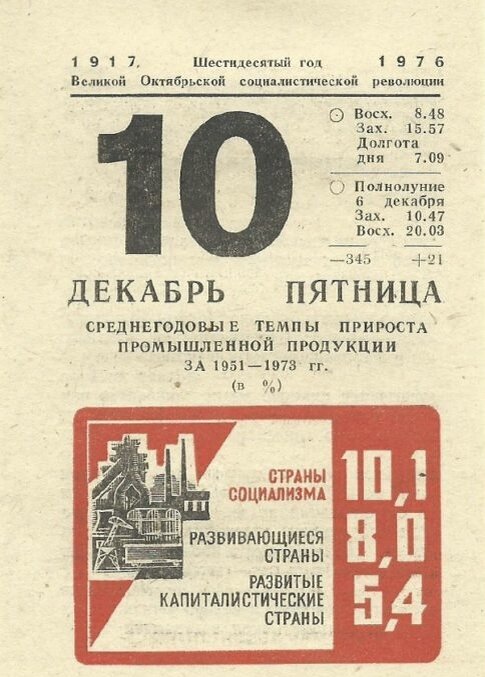 1917 Шестидесятый год 1976
Великой Октябрьской социалистической революции
10
Восх. 8.48
Зах. 15.57
Долгота
дня 7.09
Полнолуние
6 декабря
Зах. 10.47
Восх. 20.03
—345 +21
ДЕКАБРЬ ПЯТНИЦА
СРЕДНЕГОДОВЫЕ ТЕМПЫ ПРИРОСТА
ПРОМЫШЛЕННОЙ ПРОДУКЦИИ
ЗА 1951—1973 гг.
(в %)
СТРАНЫ
СОЦИАЛИЗМА 10,1
РАЗВИВАЮЩИЕСЯ
СТРАНЫ 8,0
РАЗВИТЫЕ
КАПИТАЛИСТИЧЕСКИЕ
СТРАНЫ 5,4